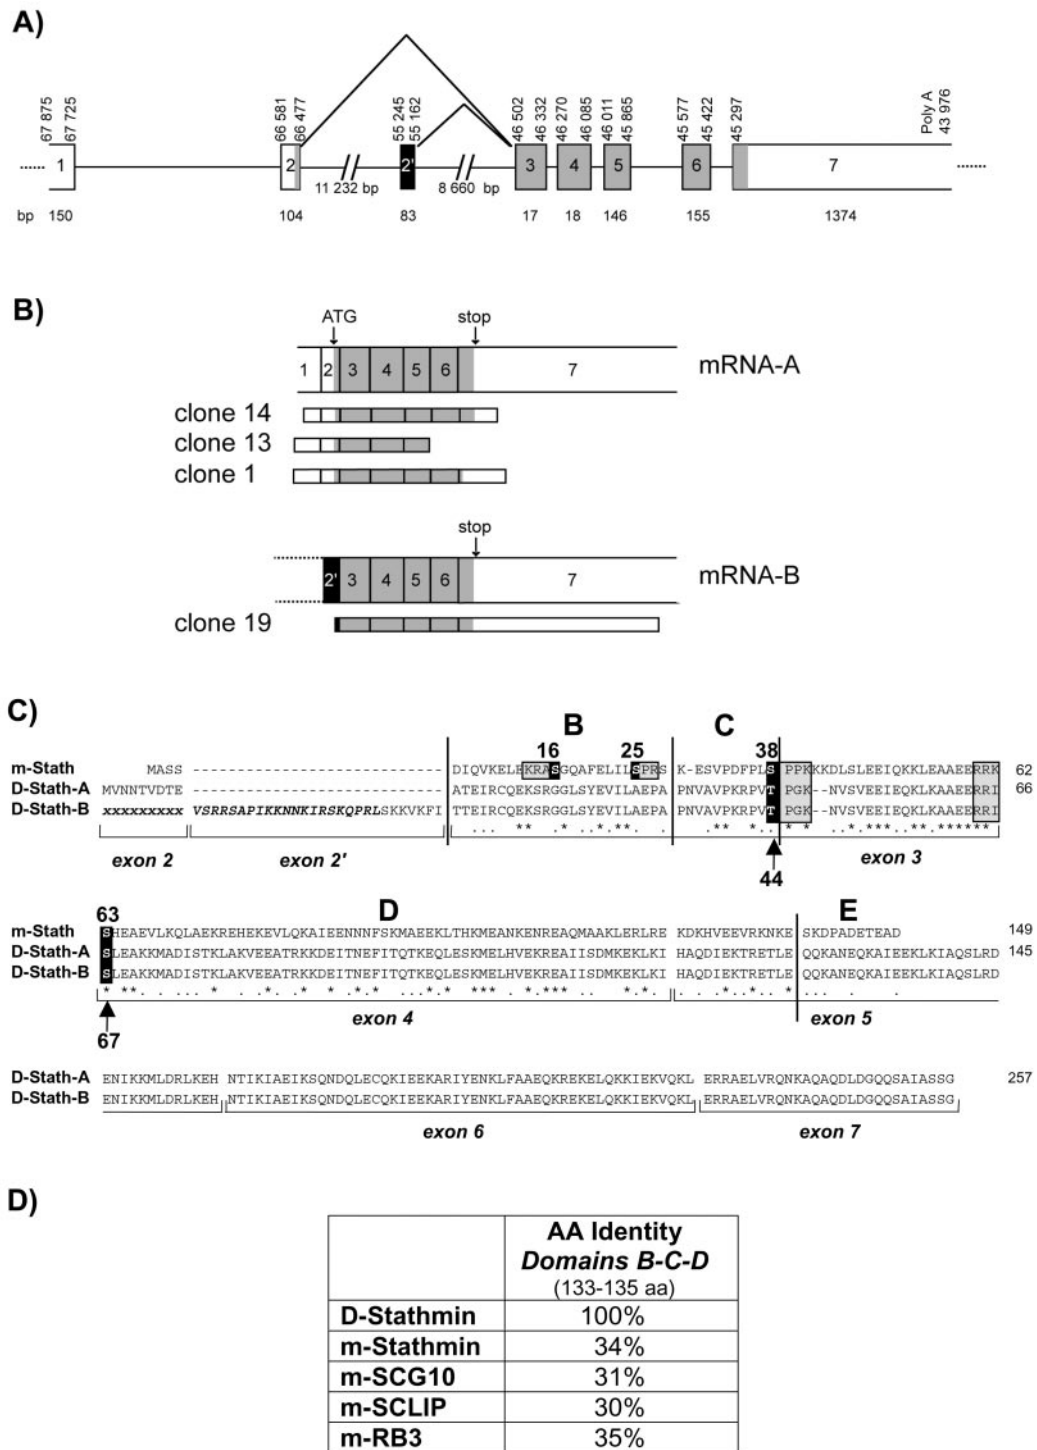 A)
67 875
67 725
66 581
66 477
55 245
55 162
46 502
46 332
46 270
46 085
46 011
45 865
45 577
45 422
45 297
Poly A
43 976
1 2 2' 3 4 5 6 7
11 232 bp 8 660 bp
bp 150 104 83 17 18 146 155 1374
B)
ATG stop
1 2 3 4 5 6 7 mRNA-A
clone 14
clone 13
clone 1
stop
2' 3 4 5 6 7 mRNA-B
clone 19
C)
B C
16 25 38
m-Stath MASS -------------------------- DIQVKELEKRASGQAFELILSPRS K-ESVPDFPLSPPKKKDLSLEEIQKKLEAAEERRK 62
D-Stath-A MVNNTVDTE -------------------------- ATEIRCQEKSRGGLSYEVILAEPA PNVAVPKRPVTPGK--NVSVEEIEQKLKAAEERRI 66
D-Stath-B xxxxxxxxx VSRRSAPIKKNNKIRSKQPRLSKKVKFI ATEIRCQEKSRGGLSYEVILAEPA PNVAVPKRPVTPGK--NVSVEEIEQKLKAAEERRI
exon 2 exon 2' exon 3
44
63 D E
m-Stath SHEAEVLKQLAEKREHEKEVLQKAIEENNNFSKMAEEKLTHKMEANKENREAQMAAKLERLRE KDKHVEEVRKNKE SKDPADETEAD 149
D-Stath-A SLEAKKMADISTKLAKVEEATRKKDEITNEFITQTKEQLESKMELHVEKREAIISDMKEKLKI HAQDIEKTRETLE QQKANEQKAIEEKLKIAQSLRD 145
D-Stath-B SLEAKKMADISTKLAKVEEATRKKDEITNEFITQTKEQLESKMELHVEKREAIISDMKEKLKI HAQDIEKTRETLE QQKANEQKAIEEKLKIAQSLRD
exon 4 exon 5
67
D-Stath-A ENIKKMLDRLKEH NTIKIAEIKSQNDQLECQKIEEKARIYENKLFAAEQKREKELQKKIEKVQKL ERRAELVRQNKAQAQDLDGQQSAIASSG 257
D-Stath-B ENIKKMLDRLKEH NTIKIAEIKSQNDQLECQKIEEKARIYENKLFAAEQKREKELQKKIEKVQKL ERRAELVRQNKAQAQDLDGQQSAIASSG
exon 6 exon 7
D)
AA Identity
Domains B-C-D
(133-135 aa)
D-Stathmin 100%
m-Stathmin 34%
m-SCG10 31%
m-SCLIP 30%
m-RB3 35%